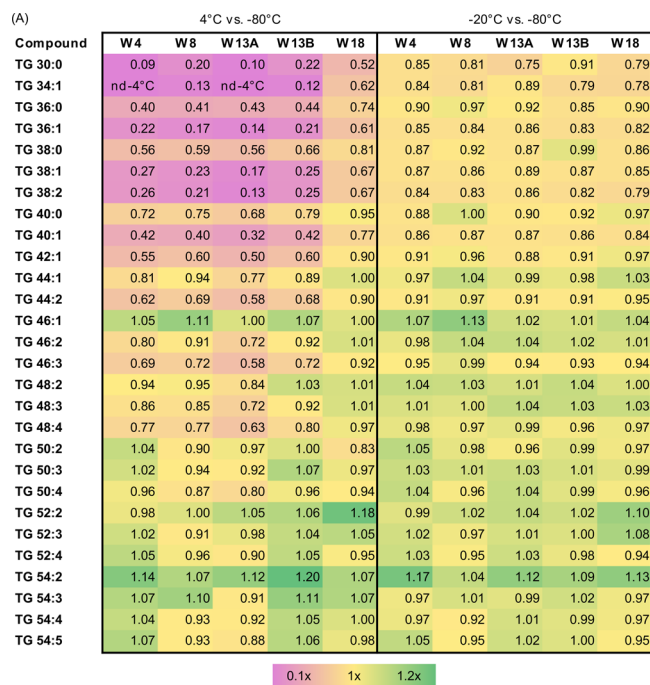 (A)
4°C vs. -80°C -20°C vs. -80°C
Compound W4 W8 W13A W13B W18 W4 W8 W13A W13B W18
TG 30:0 0.09 0.20 0.10 0.22 0.52 0.85 0.81 0.75 0.91 0.79
TG 34:1 nd-4°C 0.13 nd-4°C 0.12 0.62 0.84 0.81 0.89 0.79 0.78
TG 36:0 0.40 0.41 0.43 0.44 0.74 0.90 0.97 0.92 0.85 0.90
TG 36:1 0.22 0.17 0.14 0.21 0.61 0.85 0.84 0.86 0.83 0.82
TG 38:0 0.56 0.59 0.56 0.66 0.81 0.87 0.92 0.87 0.99 0.86
TG 38:1 0.27 0.23 0.17 0.25 0.67 0.87 0.86 0.89 0.87 0.85
TG 38:2 0.26 0.21 0.13 0.25 0.67 0.84 0.83 0.86 0.82 0.79
TG 40:0 0.72 0.75 0.68 0.79 0.95 0.88 1.00 0.90 0.92 0.97
TG 40:1 0.42 0.40 0.32 0.42 0.77 0.86 0.87 0.87 0.86 0.84
TG 42:1 0.55 0.60 0.50 0.60 0.90 0.91 0.96 0.88 0.91 0.97
TG 44:1 0.81 0.94 0.77 0.89 1.00 0.97 1.04 0.99 0.98 1.03
TG 44:2 0.62 0.69 0.58 0.68 0.90 0.91 0.97 0.91 0.91 0.95
TG 46:1 1.05 1.11 1.00 1.07 1.00 1.07 1.13 1.02 1.01 1.04
TG 46:2 0.80 0.91 0.72 0.92 1.01 0.98 1.04 1.04 1.02 1.01
TG 46:3 0.69 0.72 0.58 0.72 0.92 0.95 0.99 0.94 0.93 0.94
TG 48:2 0.94 0.95 0.84 1.03 1.01 1.04 1.03 1.01 1.04 1.00
TG 48:3 0.86 0.85 0.72 0.92 1.01 1.01 1.00 1.04 1.03 1.03
TG 48:4 0.77 0.77 0.63 0.80 0.97 0.98 0.97 0.99 0.96 0.97
TG 50:2 1.04 0.90 0.97 1.00 0.83 1.05 0.98 0.96 0.99 0.97
TG 50:3 1.02 0.94 0.92 1.07 0.97 1.03 1.01 1.03 1.01 0.99
TG 50:4 0.96 0.87 0.80 0.96 0.94 1.04 0.96 1.04 0.99 0.96
TG 52:2 0.98 1.00 1.05 1.06 1.18 0.99 1.02 1.04 1.02 1.10
TG 52:3 1.02 0.91 0.98 1.04 1.05 1.02 0.97 1.01 1.00 1.08
TG 52:4 1.05 0.96 0.90 1.05 0.95 1.03 0.95 1.03 0.98 0.94
TG 54:2 1.14 1.07 1.12 1.20 1.07 1.17 1.04 1.12 1.09 1.13
TG 54:3 1.07 1.10 0.91 1.11 1.07 0.97 1.01 0.99 1.02 0.97
TG 54:4 1.04 0.93 0.92 1.05 1.00 0.97 0.92 1.01 0.99 0.97
TG 54:5 1.07 0.93 0.88 1.06 0.98 1.05 0.95 1.02 1.00 0.95
0.1x 1x 1.2x